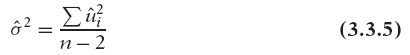 σ̂² = ∑ûᵢ² / n − 2 (3.3.5)